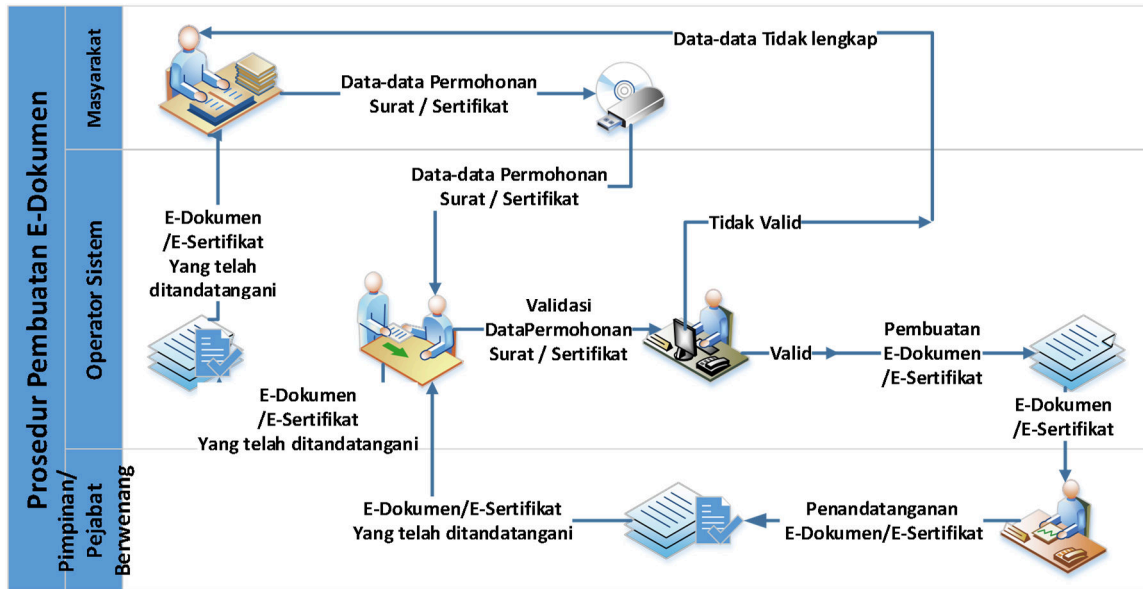 Prosedur Pembuatan E-Dokumen
Masyarakat
Data-data Tidak lengkap
Data-data Permohonan
Surat / Sertifikat
Operator Sistem
Data-data Permohonan
Surat / Sertifikat
E-Dokumen
/E-Sertifikat
Yang telah
ditandatangani
Tidak Valid
Validasi
DataPermohonan
Surat / Sertifikat
Valid
Pembuatan
E-Dokumen
/E-Sertifikat
E-Dokumen
/E-Sertifikat
Yang telah ditandatangani
E-Dokumen
/E-Sertifikat
Pimpinan/
Pejabat
Berwenang
E-Dokumen/E-Sertifikat
Yang telah ditandatangani
Penandatanganan
E-Dokumen/E-Sertifikat